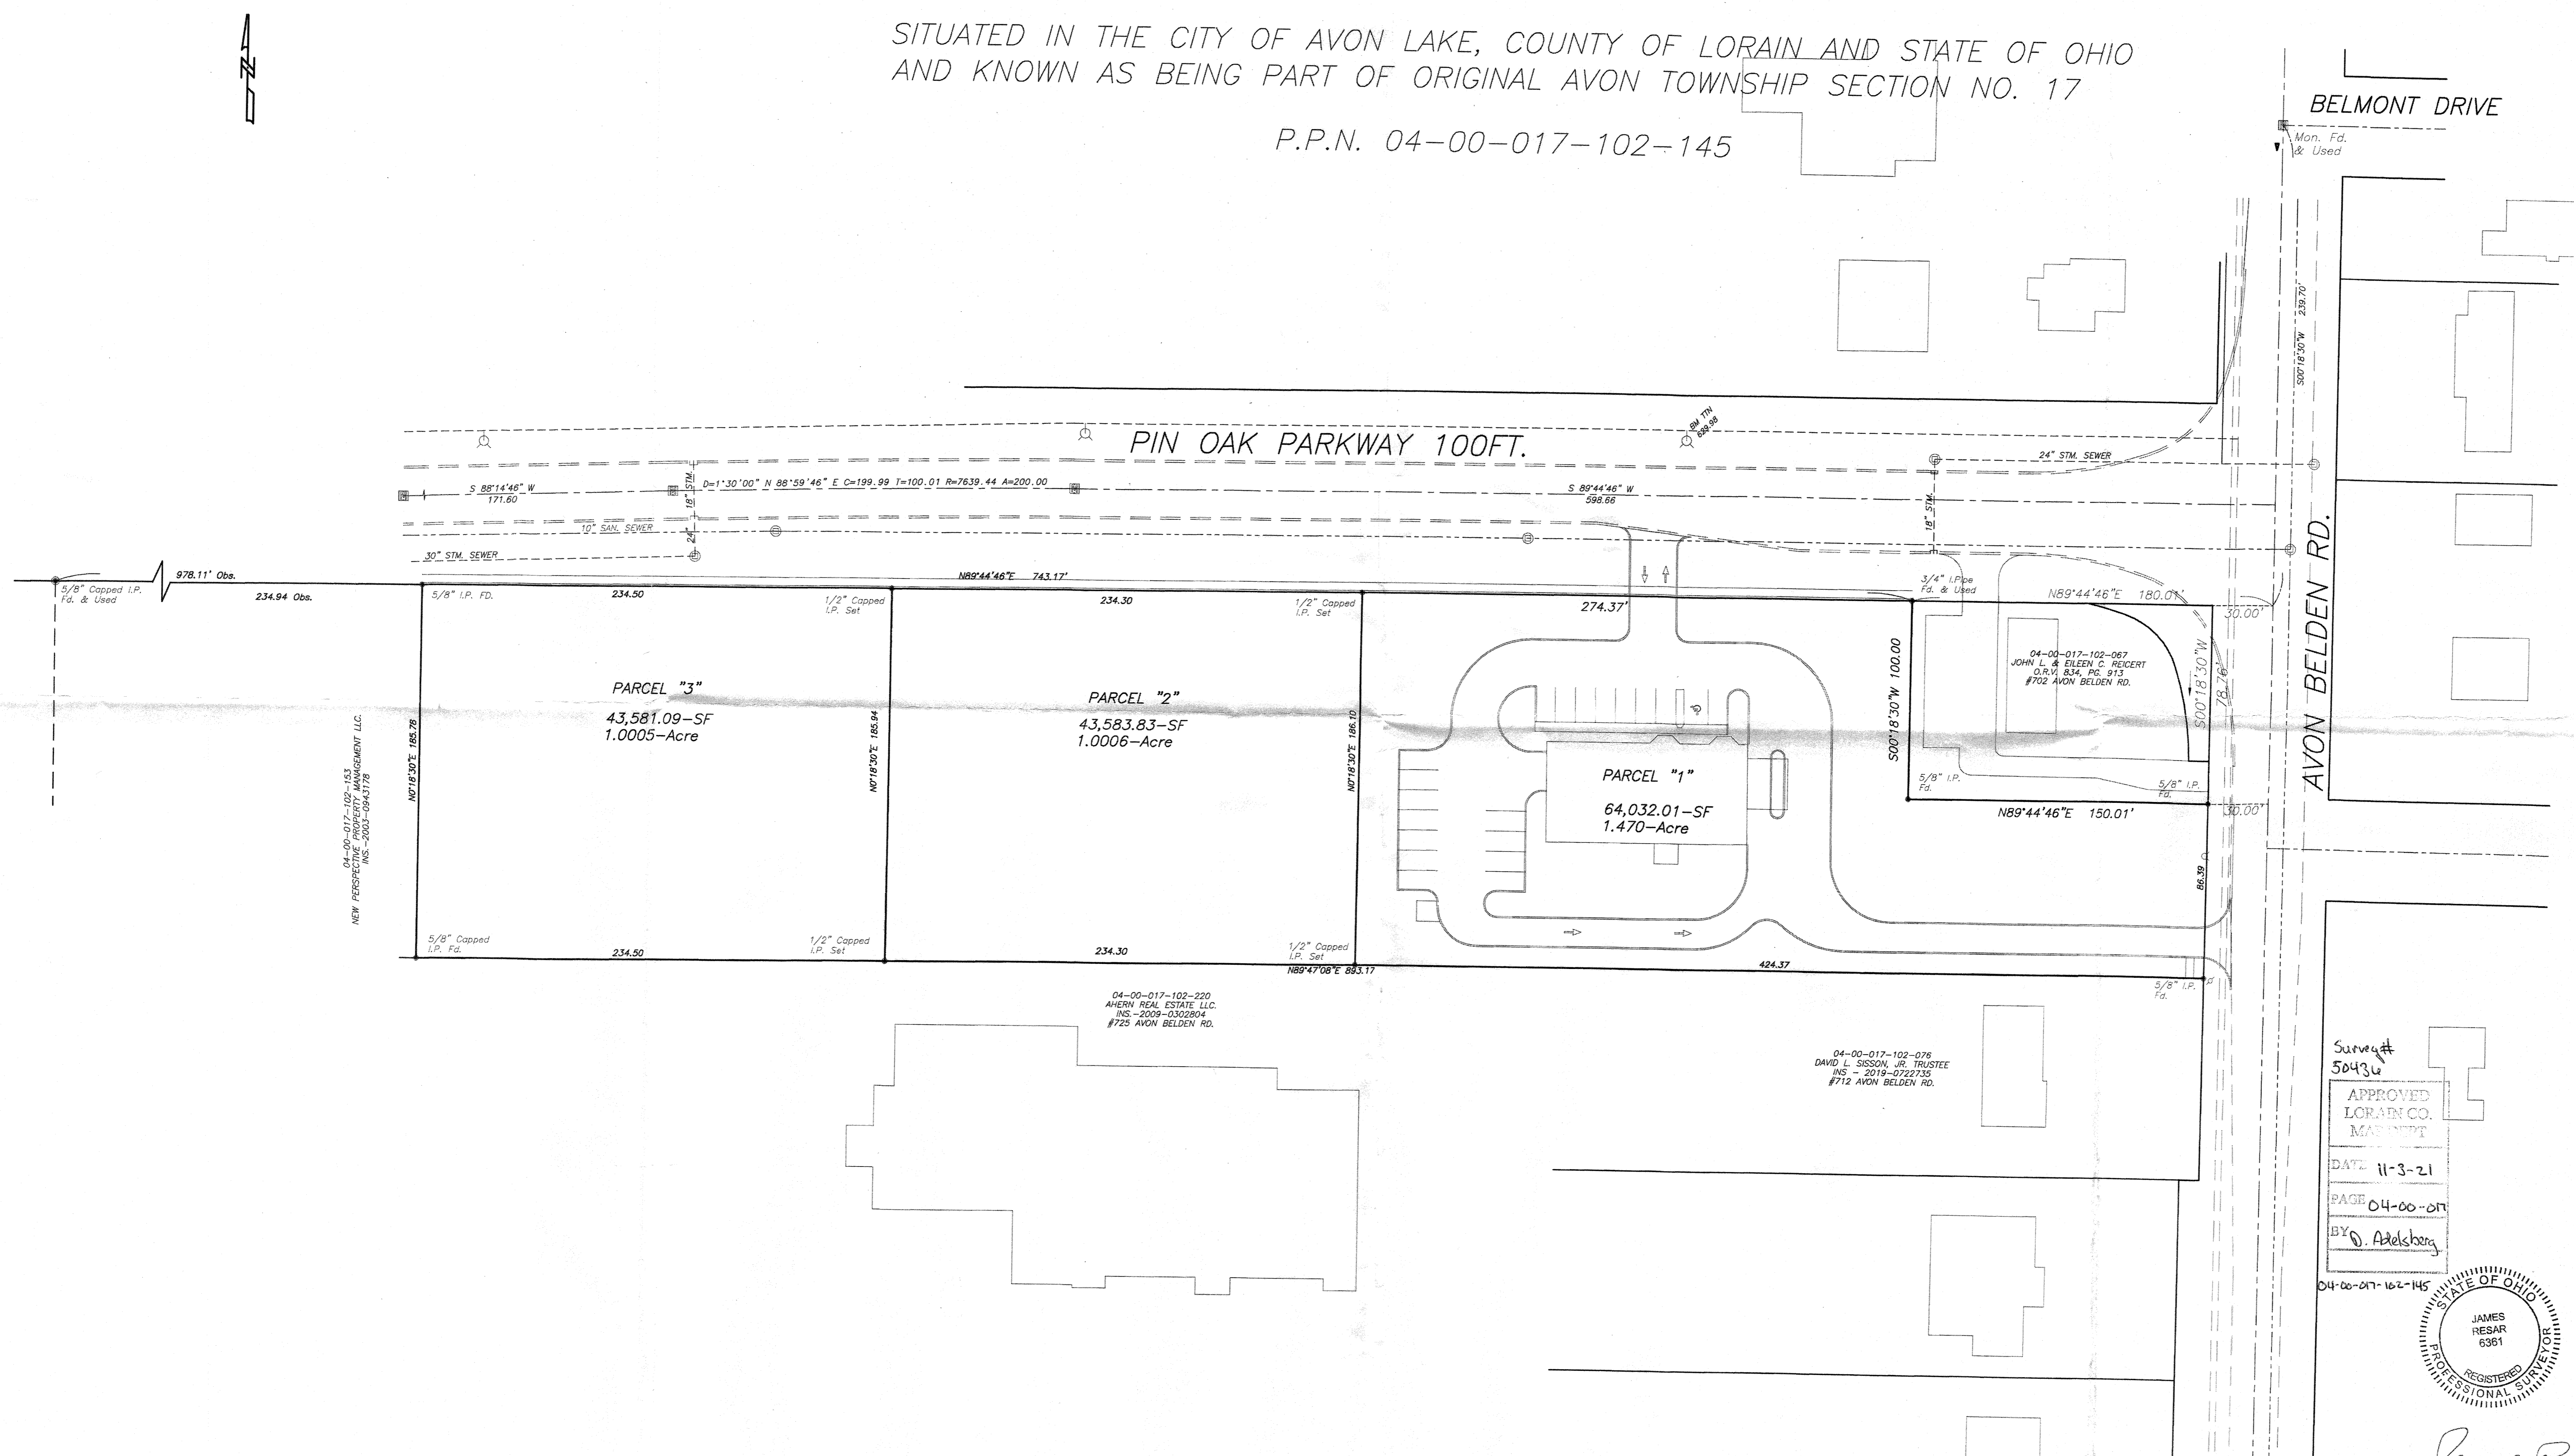 SITUATED IN THE CITY OF AVON LAKE, COUNTY OF LORAIN AND STATE OF OHIO
AND KNOWN AS BEING PART OF ORIGINAL AVON TOWNSHIP SECTION NO. 17
P.P.N. 04-00-017-102-145
BELMONT DRIVE
Mon. Fd.
& Used
S00°18'30"W 239.70'
BM TTN
629.98
PIN OAK PARKWAY 100FT.
24" STM. SEWER
S 88°14'46" W
171.60
18" STM.
24"
D=1°30'00" N 88°59'46" E C=199.99 T=100.01 R=7639.44 A=200.00
S 89°44'46" W
598.66
18" STM.
10" SAN. SEWER
30" STM. SEWER
AVON BELDEN RD.
978.11' Obs.
234.94 Obs.
5/8" Capped I.P.
Fd. & Used
5/8" I.P. FD.
N89°44'46"E 743.17'
234.50
1/2" Capped
I.P. Set
234.30
1/2" Capped
I.P. Set
274.37'
3/4" I.Pipe
Fd. & Used
N89°44'46"E 180.01'
30.00'
04-00-017-102-067
JOHN L. & EILEEN C. REICERT
O.R.V. 834, PG. 913
#702 AVON BELDEN RD.
S00°18'30"W 100.00
S00°18'30"W
78.76'
PARCEL "3"
43,581.09-SF
1.0005-Acre
PARCEL "2"
43,583.83-SF
1.0006-Acre
PARCEL "1"
64,032.01-SF
1.470-Acre
N0°18'30"E 185.78
N0°18'30"E 185.94
N0°18'30"E 186.10
04-00-017-102-153
NEW PERSPECTIVE PROPERTY MANAGEMENT LLC.
INS.-2003-0943178
5/8" I.P.
Fd.
5/8" I.P.
Fd.
N89°44'46"E 150.01'
30.00'
86.39
5/8" Capped
I.P. Fd.
234.50
1/2" Capped
I.P. Set
234.30
1/2" Capped
I.P. Set
N89°47'08"E 893.17
424.37
5/8" I.P.
Fd.
04-00-017-102-220
AHERN REAL ESTATE LLC.
INS.-2009-0302804
#725 AVON BELDEN RD.
04-00-017-102-076
DAVID L. SISSON, JR. TRUSTEE
INS - 2019-0722735
#712 AVON BELDEN RD.
Survey#
50436
APPROVED
LORAIN CO.
MAP DEPT
DATE 11-3-21
PAGE 04-00-017
BY D. Adelsberg
04-00-017-102-145
STATE OF OHIO
JAMES
RESAR
6361
REGISTERED
PROFESSIONAL SURVEYOR